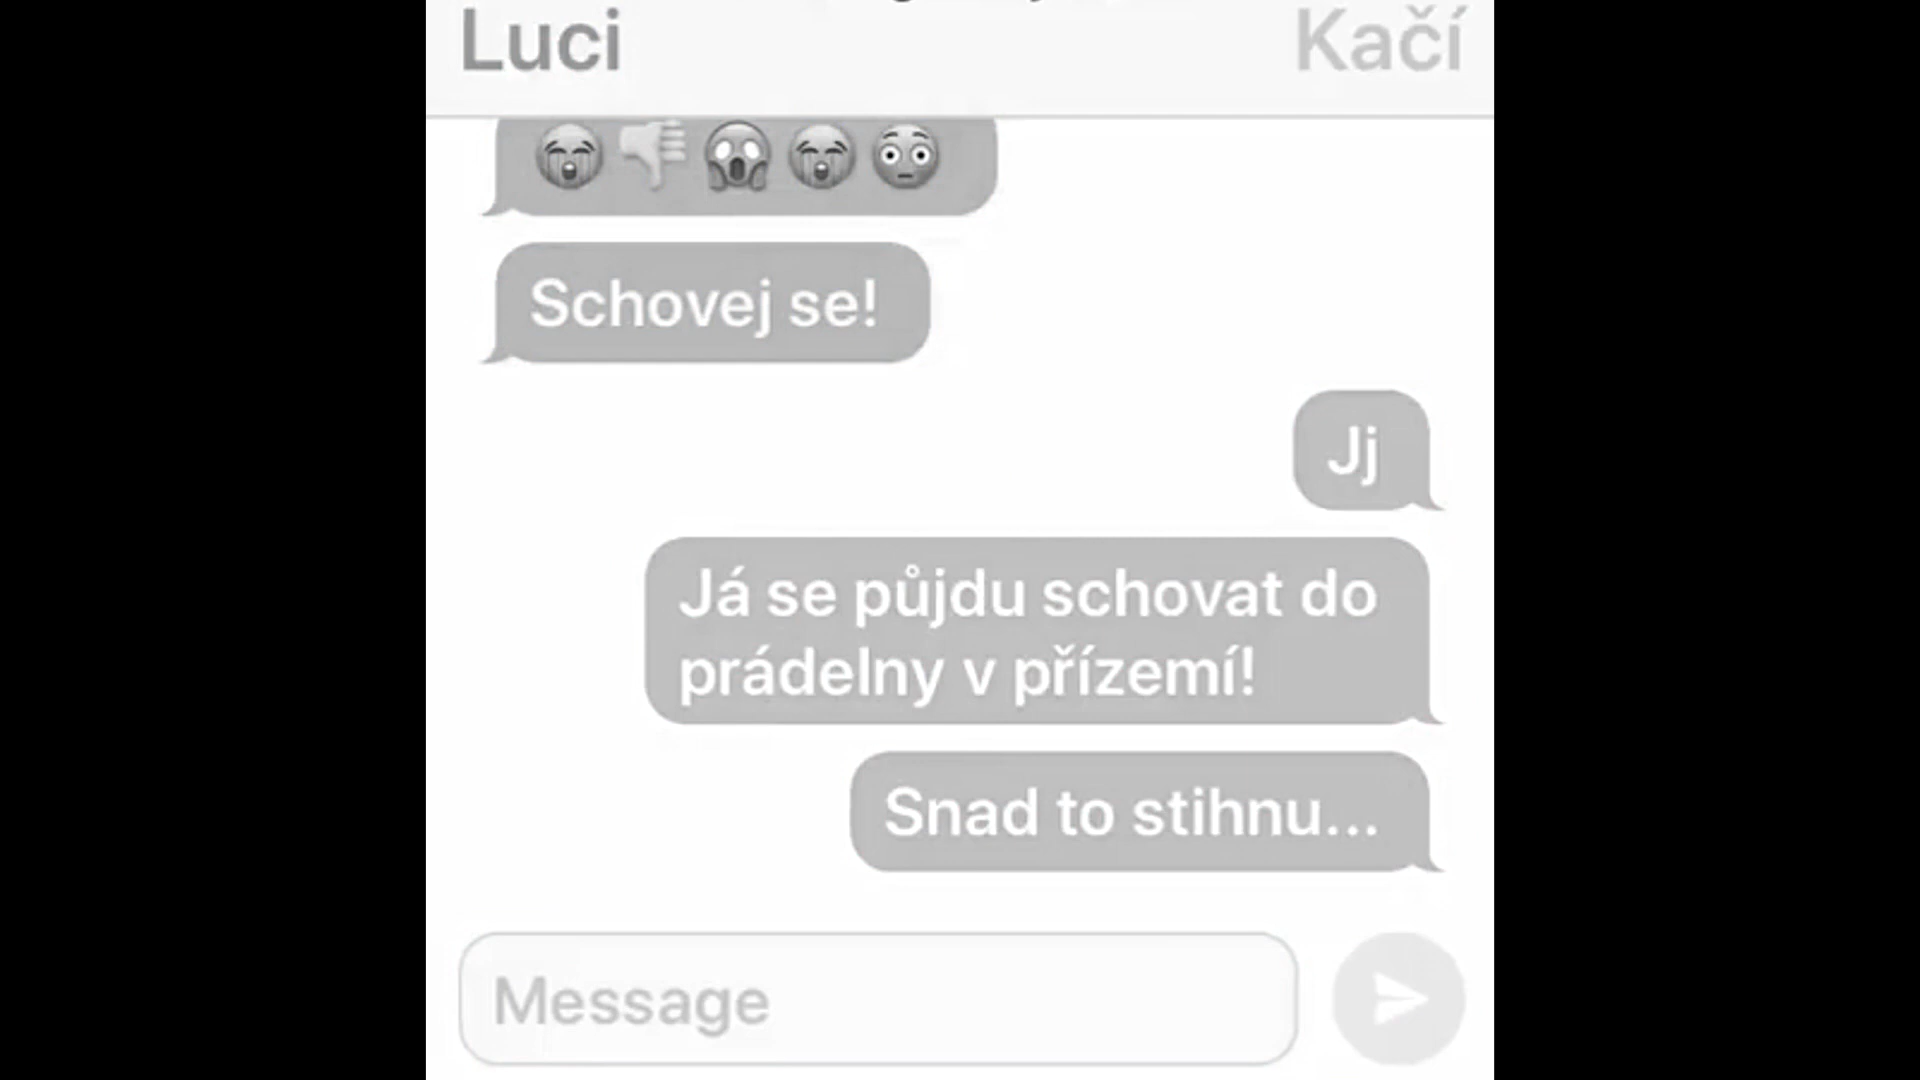 Luci
Kačí
😭👎😱😭😳
Schovej se!
Jj
Já se půjdu schovat do
prádelny v přízemí!
Snad to stihnu...
Message